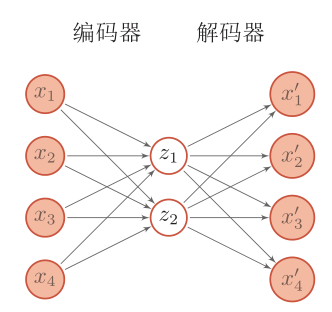 编码器 解码器
x₁ x′₁
x₂ z₁ x′₂
x₃ z₂ x′₃
x₄ x′₄